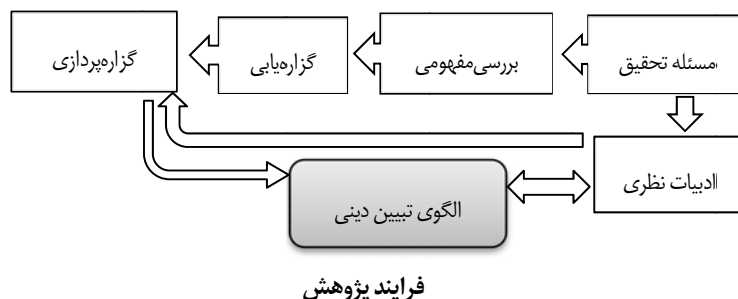 مسئله تحقیق
بررسی مفهومی
گزاره‌یابی
گزاره‌پردازی
ادبیات نظری
الگوی تبیین دینی
فرایند پژوهش